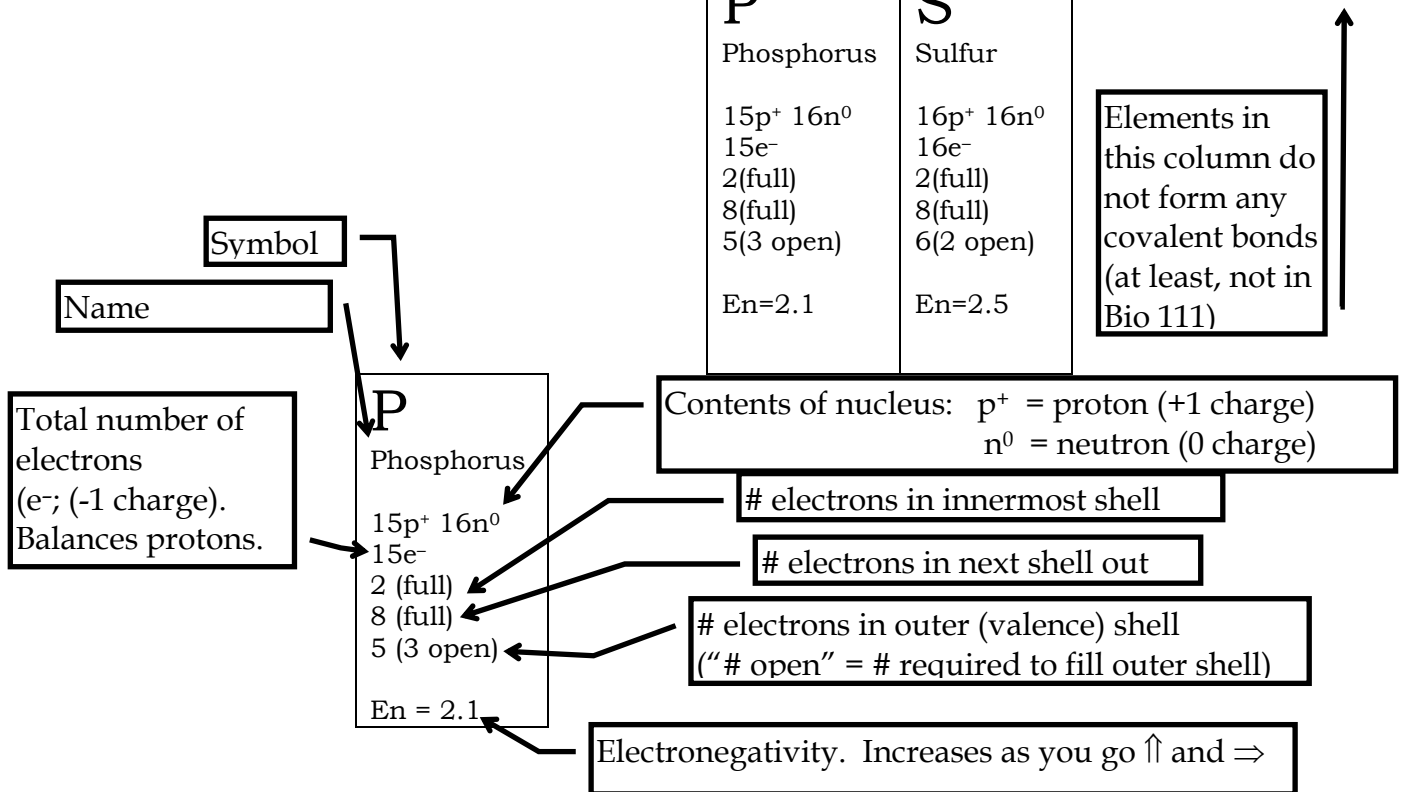 P
Phosphorus
15p⁺ 16n⁰
15e⁻
2(full)
8(full)
5(3 open)
En=2.1
S
Sulfur
16p⁺ 16n⁰
16e⁻
2(full)
8(full)
6(2 open)
En=2.5
Elements in
this column do
not form any
covalent bonds
(at least, not in
Bio 111)
Symbol
Name
Total number of
electrons
(e⁻; (-1 charge).
Balances protons.
P
Phosphorus
15p⁺ 16n⁰
15e⁻
2 (full)
8 (full)
5 (3 open)
En = 2.1
Contents of nucleus: p⁺ = proton (+1 charge)
n⁰ = neutron (0 charge)
# electrons in innermost shell
# electrons in next shell out
# electrons in outer (valence) shell
(“# open” = # required to fill outer shell)
Electronegativity. Increases as you go ⇑ and ⇒